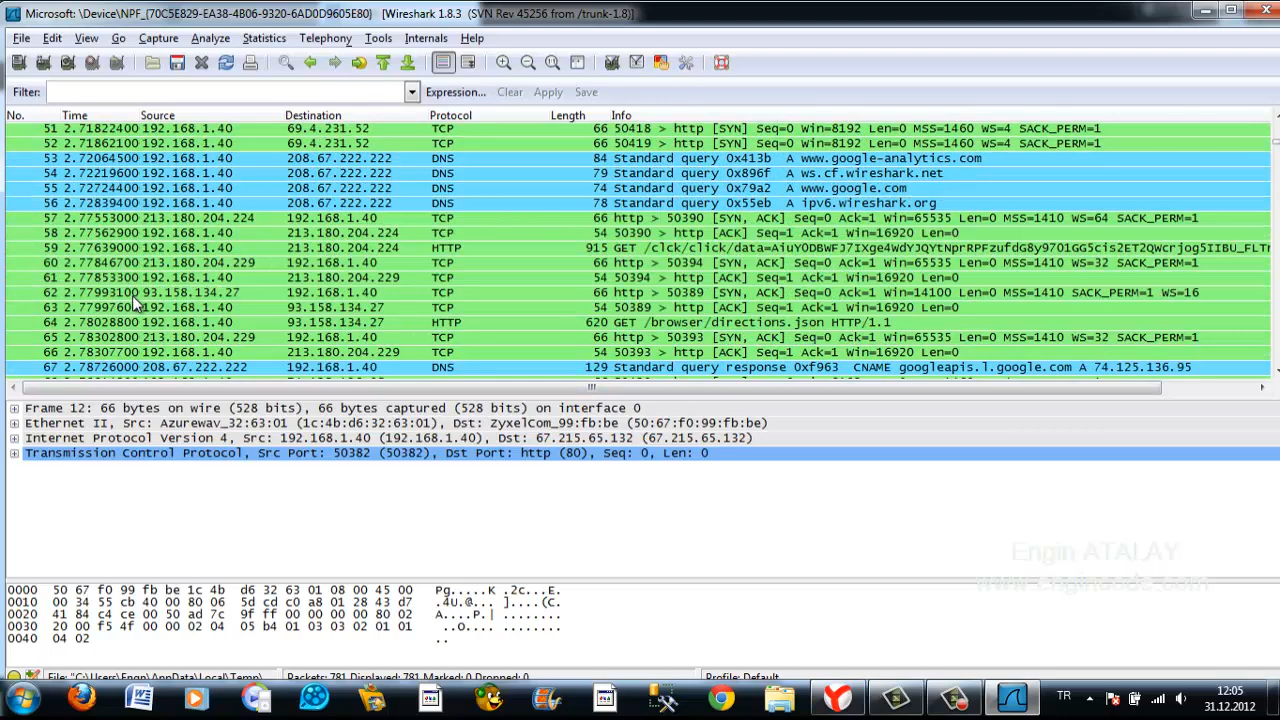 Microsoft: \Device\NPF_{70C5E829-EA38-4B06-9320-6AD0D9605E80} [Wireshark 1.8.3 (SVN Rev 45256 from /trunk-1.8)]
File Edit View Go Capture Analyze Statistics Telephony Tools Internals Help
Filter: Expression... Clear Apply Save
No. Time Source Destination Protocol Length Info
51 2.71822400 192.168.1.40 69.4.231.52 TCP 66 50418 > http [SYN] Seq=0 Win=8192 Len=0 MSS=1460 WS=4 SACK_PERM=1
52 2.71862100 192.168.1.40 69.4.231.52 TCP 66 50419 > http [SYN] Seq=0 Win=8192 Len=0 MSS=1460 WS=4 SACK_PERM=1
53 2.72064500 192.168.1.40 208.67.222.222 DNS 84 Standard query 0x413b A www.google-analytics.com
54 2.72219600 192.168.1.40 208.67.222.222 DNS 79 Standard query 0x896f A ws.cf.wireshark.net
55 2.72724400 192.168.1.40 208.67.222.222 DNS 74 Standard query 0x79a2 A www.google.com
56 2.72839400 192.168.1.40 208.67.222.222 DNS 78 Standard query 0x55eb A ipv6.wireshark.org
57 2.77553000 213.180.204.224 192.168.1.40 TCP 66 http > 50390 [SYN, ACK] Seq=0 Ack=1 Win=65535 Len=0 MSS=1410 WS=64 SACK_PERM=1
58 2.77562900 192.168.1.40 213.180.204.224 TCP 54 50390 > http [ACK] Seq=1 Ack=1 Win=16920 Len=0
59 2.77639000 192.168.1.40 213.180.204.224 HTTP 915 GET /clck/click/data=AiuY0DBWFJ7IXge4WdYJQYtNprRPFzufdG8y9701GG5cis2ET2QWcrjog5IIBU_FLTr
60 2.77846700 213.180.204.229 192.168.1.40 TCP 66 http > 50394 [SYN, ACK] Seq=0 Ack=1 Win=65535 Len=0 MSS=1410 WS=32 SACK_PERM=1
61 2.77853300 192.168.1.40 213.180.204.229 TCP 54 50394 > http [ACK] Seq=1 Ack=1 Win=16920 Len=0
62 2.77993100 93.158.134.27 192.168.1.40 TCP 66 http > 50389 [SYN, ACK] Seq=0 Ack=1 Win=14100 Len=0 MSS=1410 SACK_PERM=1 WS=16
63 2.77997600 192.168.1.40 93.158.134.27 TCP 54 50389 > http [ACK] Seq=1 Ack=1 Win=16920 Len=0
64 2.78028800 192.168.1.40 93.158.134.27 HTTP 620 GET /browser/directions.json HTTP/1.1
65 2.78302800 213.180.204.229 192.168.1.40 TCP 66 http > 50393 [SYN, ACK] Seq=0 Ack=1 Win=65535 Len=0 MSS=1410 WS=32 SACK_PERM=1
66 2.78307700 192.168.1.40 213.180.204.229 TCP 54 50393 > http [ACK] Seq=1 Ack=1 Win=16920 Len=0
67 2.78726000 208.67.222.222 192.168.1.40 DNS 129 Standard query response 0xf963 CNAME googleapis.l.google.com A 74.125.136.95
Frame 12: 66 bytes on wire (528 bits), 66 bytes captured (528 bits) on interface 0
Ethernet II, Src: Azurewav_32:63:01 (1c:4b:d6:32:63:01), Dst: ZyxelCom_99:fb:be (50:67:f0:99:fb:be)
Internet Protocol Version 4, Src: 192.168.1.40 (192.168.1.40), Dst: 67.215.65.132 (67.215.65.132)
Transmission Control Protocol, Src Port: 50382 (50382), Dst Port: http (80), Seq: 0, Len: 0
Engin ATALAY
0000 50 67 f0 99 fb be 1c 4b d6 32 63 01 08 00 45 00 Pg.....K .2c...E.
0010 00 34 55 cb 40 00 80 06 5d cd c0 a8 01 28 43 d7 .4U.@... ]....(C.
0020 41 84 c4 ce 00 50 ad 7c 9f ff 00 00 00 00 80 02 A....P.| ........
0030 20 00 f5 4f 00 00 02 04 05 b4 01 03 03 02 01 01 ..O.... ........
0040 04 02 ..
File: "C:\Users\Engn\AppData\Local\Temp\ Packets: 781 Displayed: 781 Marked: 0 Dropped: 0 Profile: Default
TR 12:05
31.12.2012